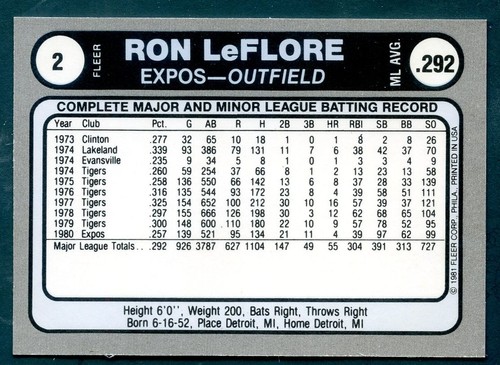 2
FLEER
RON LeFLORE
EXPOS—OUTFIELD
ML AVG.
.292
COMPLETE MAJOR AND MINOR LEAGUE BATTING RECORD
Year Club Pct. G AB R H 2B 3B HR RBI SB BB SO
1973 Clinton .277 32 65 10 18 1 0 1 8 2 8 26
1974 Lakeland .339 93 386 79 131 11 7 6 38 42 37 70
1974 Evansville .235 9 34 5 8 1 0 1 3 3 4 9
1974 Tigers .260 59 254 37 66 8 1 2 13 23 13 58
1975 Tigers .258 136 550 66 142 13 6 8 37 28 33 139
1976 Tigers .316 135 544 93 172 23 8 4 39 58 51 111
1977 Tigers .325 154 652 100 212 30 10 16 57 39 37 121
1978 Tigers .297 155 666 126 198 30 3 12 62 68 65 104
1979 Tigers .300 148 600 110 180 22 10 9 57 78 52 95
1980 Expos .257 139 521 95 134 21 11 4 39 97 62 99
Major League Totals . . .292 926 3787 627 1104 147 49 55 304 391 313 727
Height 6'0'', Weight 200, Bats Right, Throws Right
Born 6-16-52, Place Detroit, MI, Home Detroit, MI
© 1981 FLEER CORP., PHILA., PRINTED IN USA